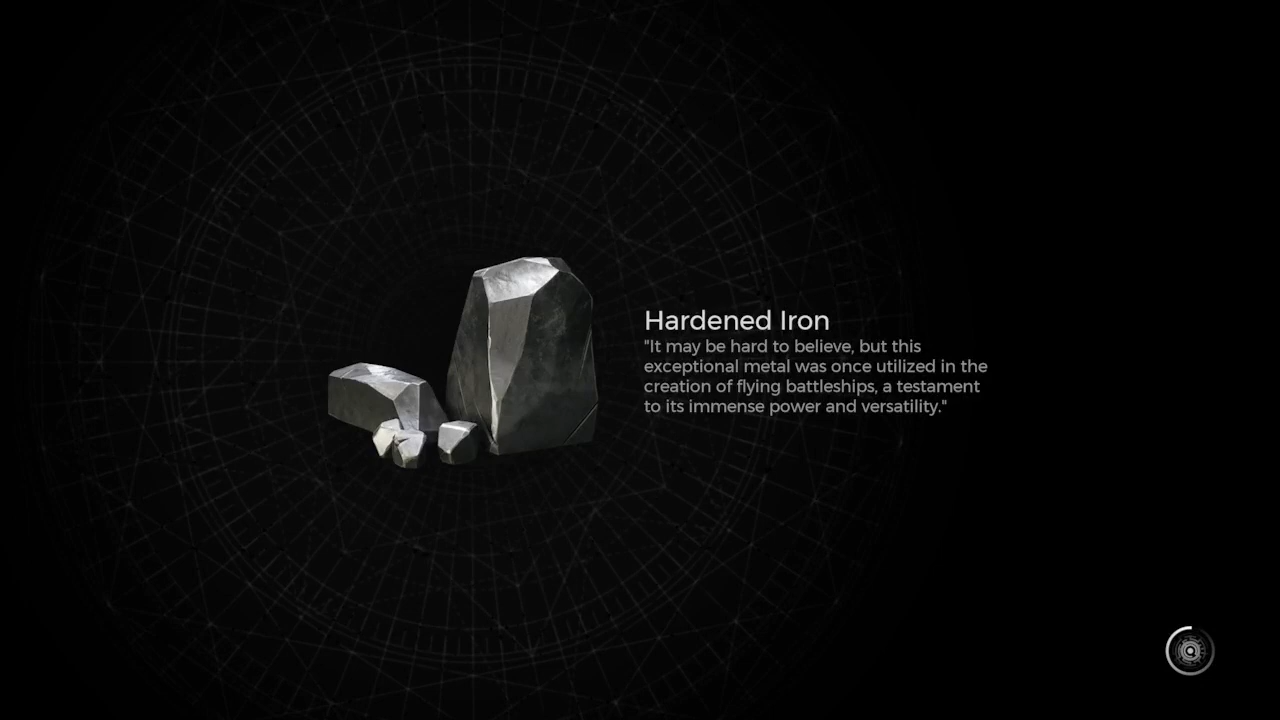 Hardened Iron
"It may be hard to believe, but this
exceptional metal was once utilized in the
creation of flying battleships, a testament
to its immense power and versatility."